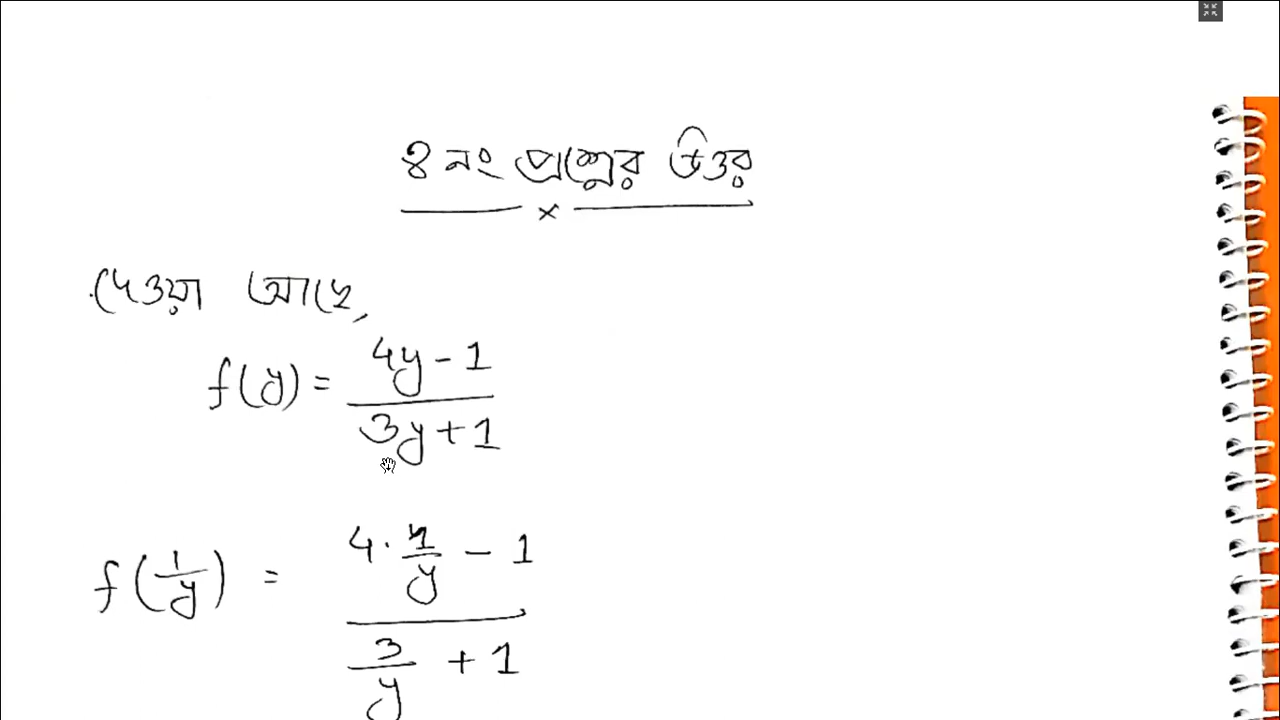 ৪ নং প্রশ্নের উত্তর
দেওয়া আছে,
f(y) = (4y - 1)/(3y + 1)
f(1/y) = (4 · 1/y - 1)/(3/y + 1)